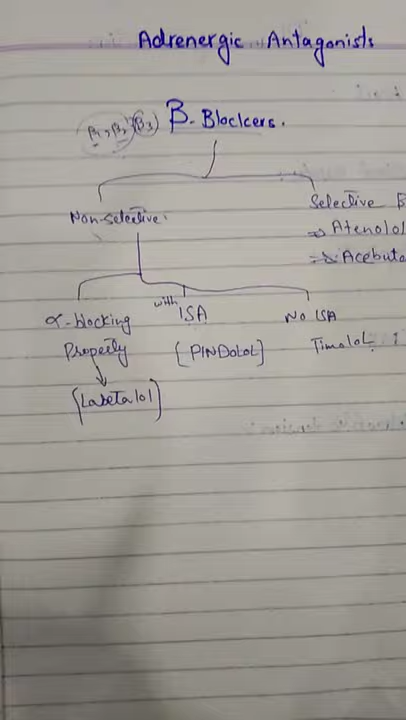 Adrenergic Antagonists
(β1, β2, β3) β-Blockers.
Non-selective.
Selective β
⇒ Atenolol
⇒ Acebuto
α-blocking
Property
[Labetalol]
with ISA
[PINDOLOL]
No ISA
Timolol